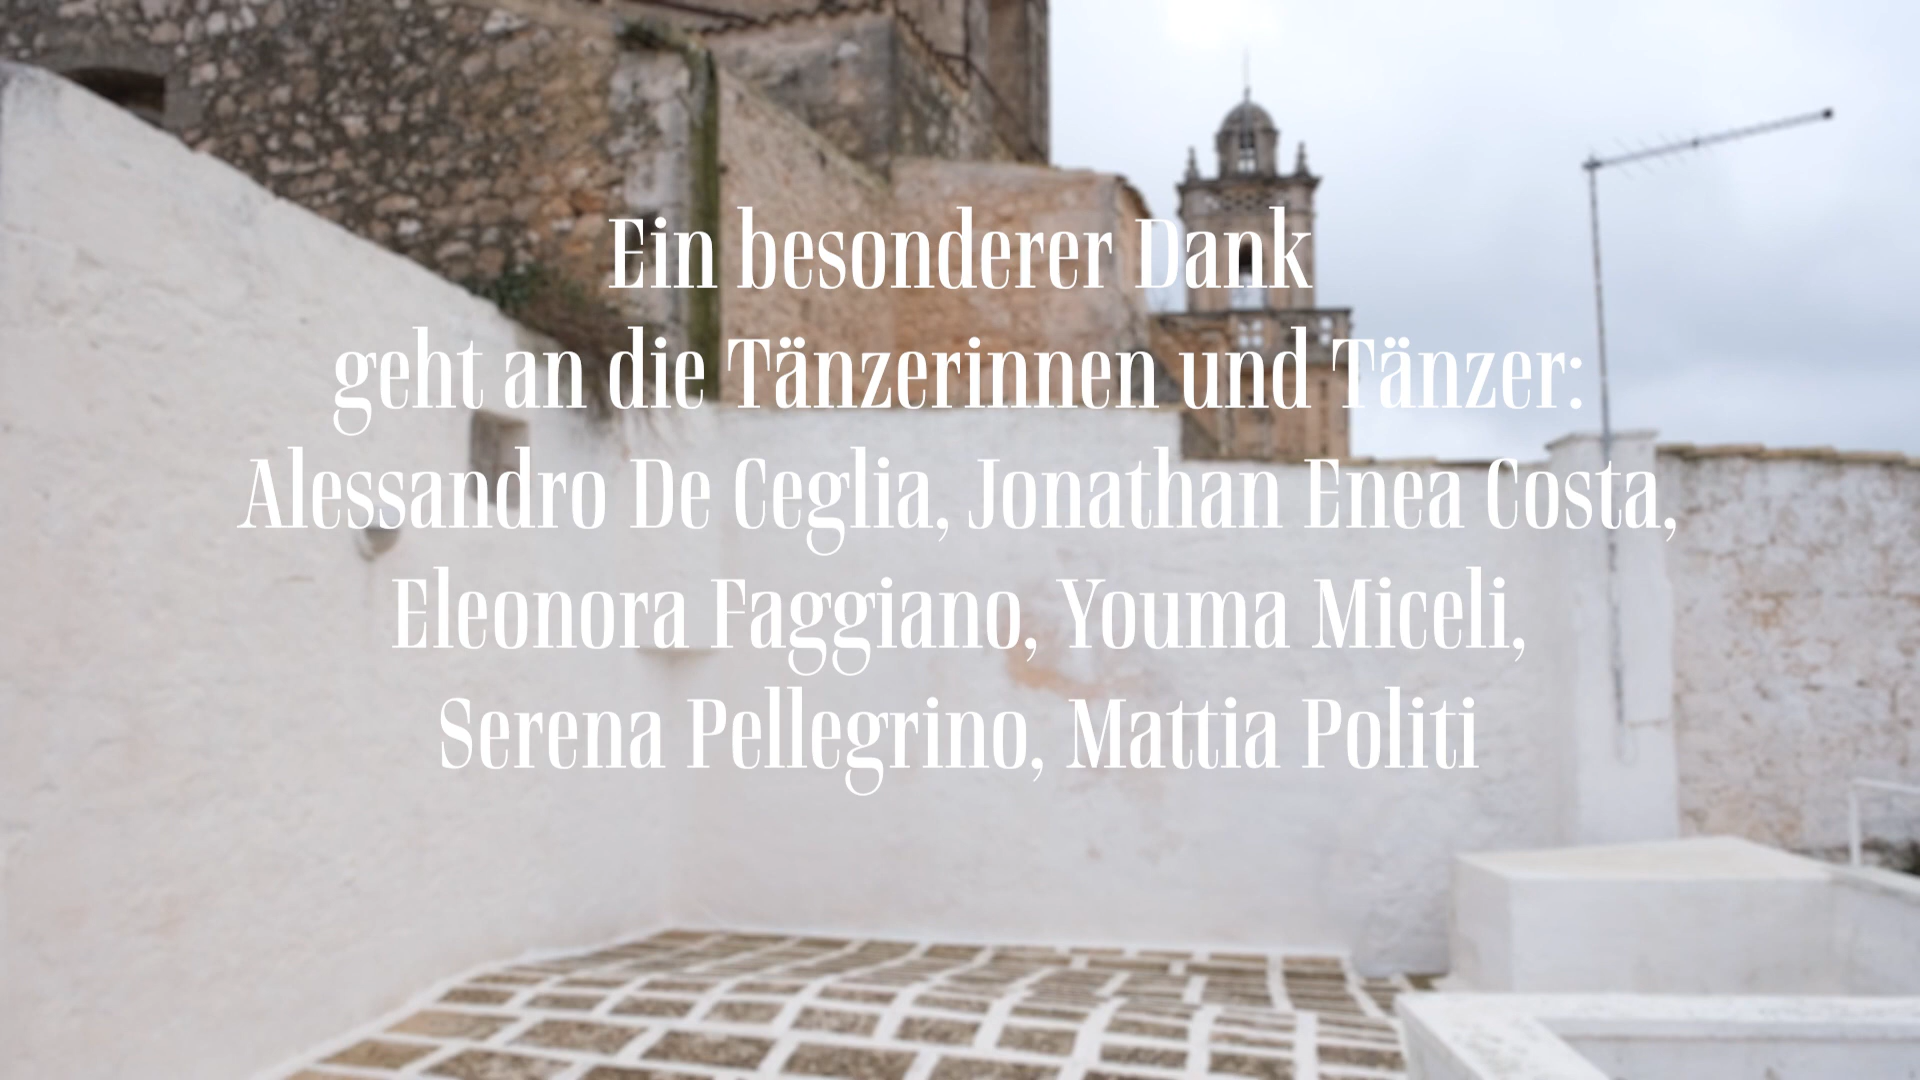 Ein besonderer Dank
geht an die Tänzerinnen und Tänzer:
Alessandro De Ceglia, Jonathan Enea Costa,
Eleonora Faggiano, Youma Miceli,
Serena Pellegrino, Mattia Politi